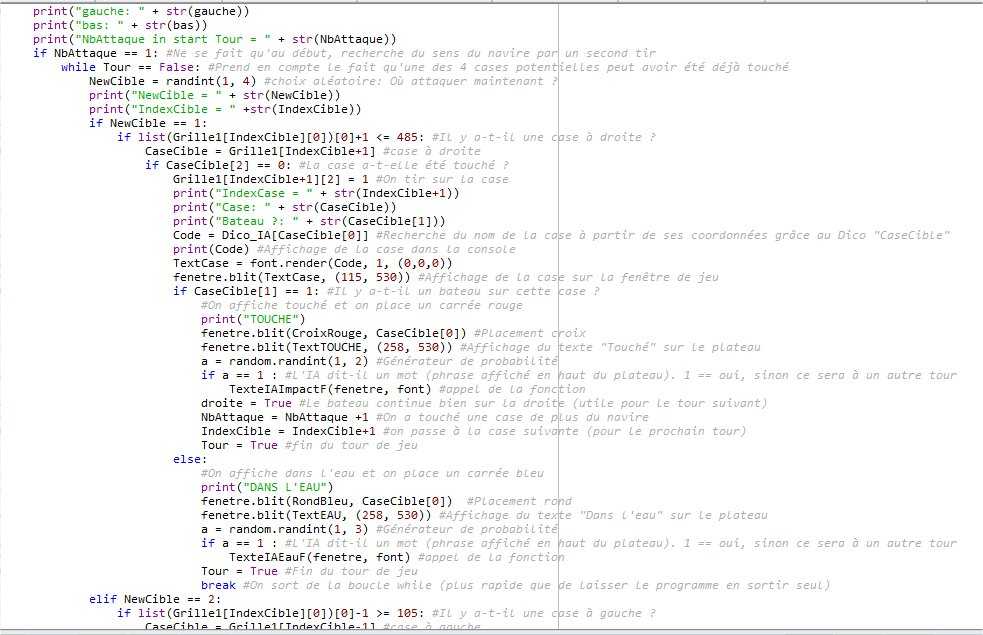 print("gauche: " + str(gauche))
print("bas: " + str(bas))
print("NbAttaque in start Tour = " + str(NbAttaque))
if NbAttaque == 1: #Ne se fait qu'au début, recherche du sens du navire par un second tir
while Tour == False: #Prend en compte le fait qu'une des 4 cases potentielles peut avoir été déjà touché
NewCible = randint(1, 4) #choix aléatoire: Où attaquer maintenant ?
print("NewCible = " + str(NewCible))
print("IndexCible = " +str(IndexCible))
if NewCible == 1:
if list(Grille1[IndexCible][0])[0]+1 <= 485: #Il y a-t-il une case à droite ?
CaseCible = Grille1[IndexCible+1] #case à droite
if CaseCible[2] == 0: #la case a-t-elle été touché ?
Grille1[IndexCible+1][2] = 1 #On tir sur la case
print("IndexCase = " + str(IndexCible+1))
print("Case: " + str(CaseCible))
print("Bateau ?: " + str(CaseCible[1]))
Code = Dico_IA[CaseCible[0]] #Recherche du nom de la case à partir de ses coordonnées grâce au Dico "CaseCible"
print(Code) #Affichage de la case dans la console
TextCase = font.render(Code, 1, (0,0,0))
fenetre.blit(TextCase, (115, 530)) #Affichage de la case sur la fenêtre de jeu
if CaseCible[1] == 1: #Il y a-t-il un bateau sur cette case ?
#On affiche touché et on place un carrée rouge
print("TOUCHE")
fenetre.blit(CroixRouge, CaseCible[0]) #Placement croix
fenetre.blit(TextTOUCHE, (258, 530)) #Affichage du texte "Touché" sur le plateau
a = random.randint(1, 2) #Générateur de probabilité
if a == 1 : #L'IA dit-il un mot (phrase affiché en haut du plateau). 1 == oui, sinon ce sera à un autre tour
TexteIAImpactF(fenetre, font) #appel de la fonction
droite = True #Le bateau continue bien sur la droite (utile pour le tour suivant)
NbAttaque = NbAttaque +1 #On a touché une case de plus du navire
IndexCible = IndexCible+1 #on passe à la case suivante (pour le prochain tour)
Tour = True #fin du tour de jeu
else:
#On affiche dans l'eau et on place un carrée bleu
print("DANS L'EAU")
fenetre.blit(RondBleu, CaseCible[0])  #Placement rond
fenetre.blit(TextEAU, (258, 530)) #Affichage du texte "Dans l'eau" sur le plateau
a = random.randint(1, 3) #Générateur de probabilité
if a == 1 : #L'IA dit-il un mot (phrase affiché en haut du plateau). 1 == oui, sinon ce sera à un autre tour
TexteIAEauF(fenetre, font) #appel de la fonction
Tour = True #Fin du tour de jeu
break #On sort de la boucle while (plus rapide que de laisser le programme en sortir seul)
elif NewCible == 2:
if list(Grille1[IndexCible][0])[0]-1 >= 105: #Il y a-t-il une case à gauche ?
CaseCible = Grille1[IndexCible-1] #case à gauche